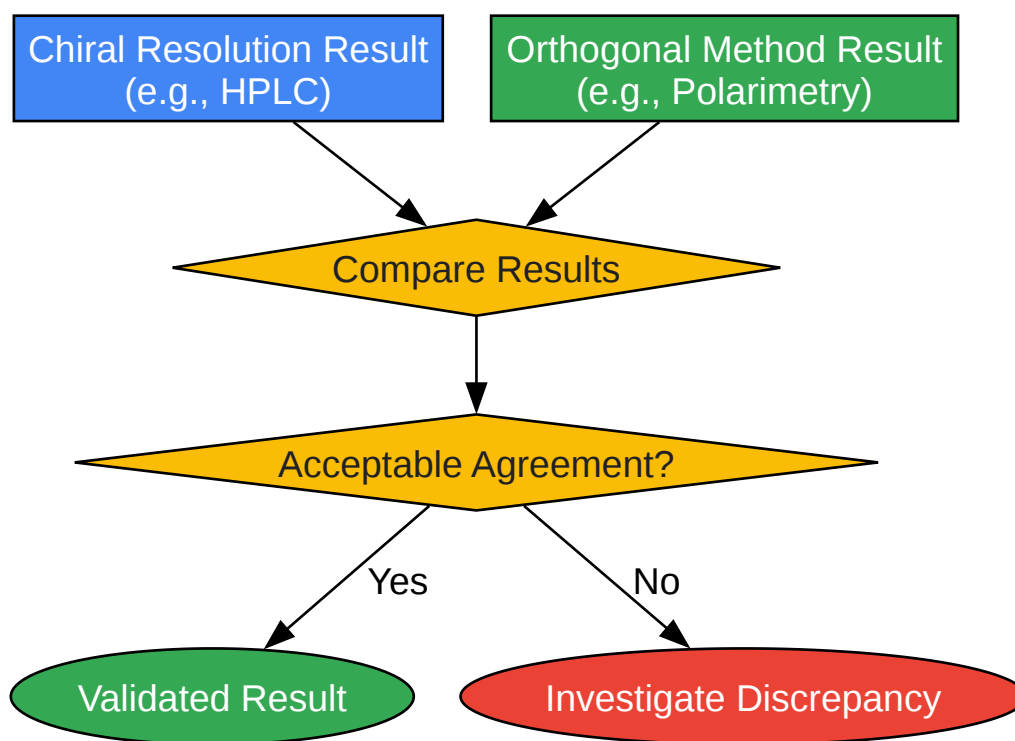 Chiral Resolution Result
(e.g., HPLC)
Orthogonal Method Result
(e.g., Polarimetry)
Compare Results
Acceptable Agreement?
Yes
No
Validated Result
Investigate Discrepancy